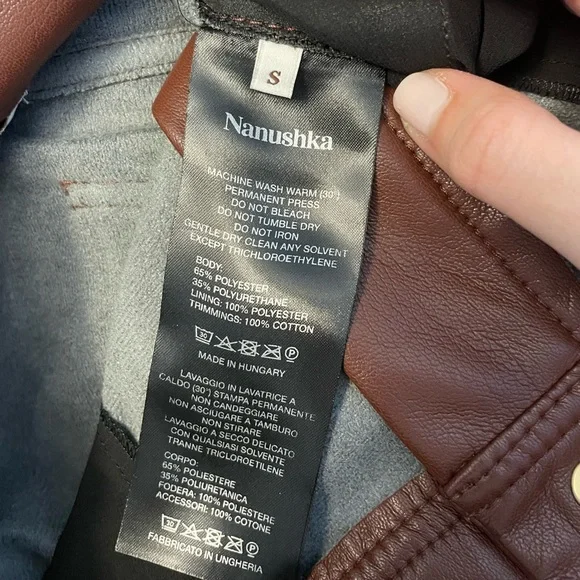 S
Nanushka
MACHINE WASH WARM (30°)
PERMANENT PRESS
DO NOT BLEACH
DO NOT TUMBLE DRY
DO NOT IRON
GENTLE DRY CLEAN ANY SOLVENT
EXCEPT TRICHLOROETHYLENE
BODY:
65% POLYESTER
35% POLYURETHANE
LINING: 100% POLYESTER
TRIMMINGS: 100% COTTON
30 P
MADE IN HUNGARY
LAVAGGIO IN LAVATRICE A
CALDO (30°) STAMPA PERMANENTE
NON CANDEGGIARE
NON ASCIUGARE A TAMBURO
NON STIRARE
LAVAGGIO A SECCO DELICATO
CON QUALSIASI SOLVENTE
TRANNE TRICLOROETILENE
CORPO:
65% POLIESTERE
35% POLIURETANICA
FODERA: 100% POLIESTERE
ACCESSORI: 100% COTONE
30 P
FABBRICATO IN UNGHERIA